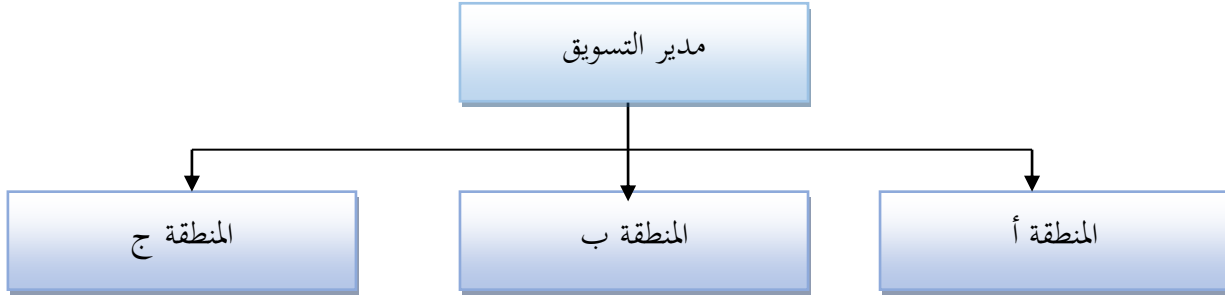 مدير التسويق
المنطقة أ
المنطقة ب
المنطقة ج